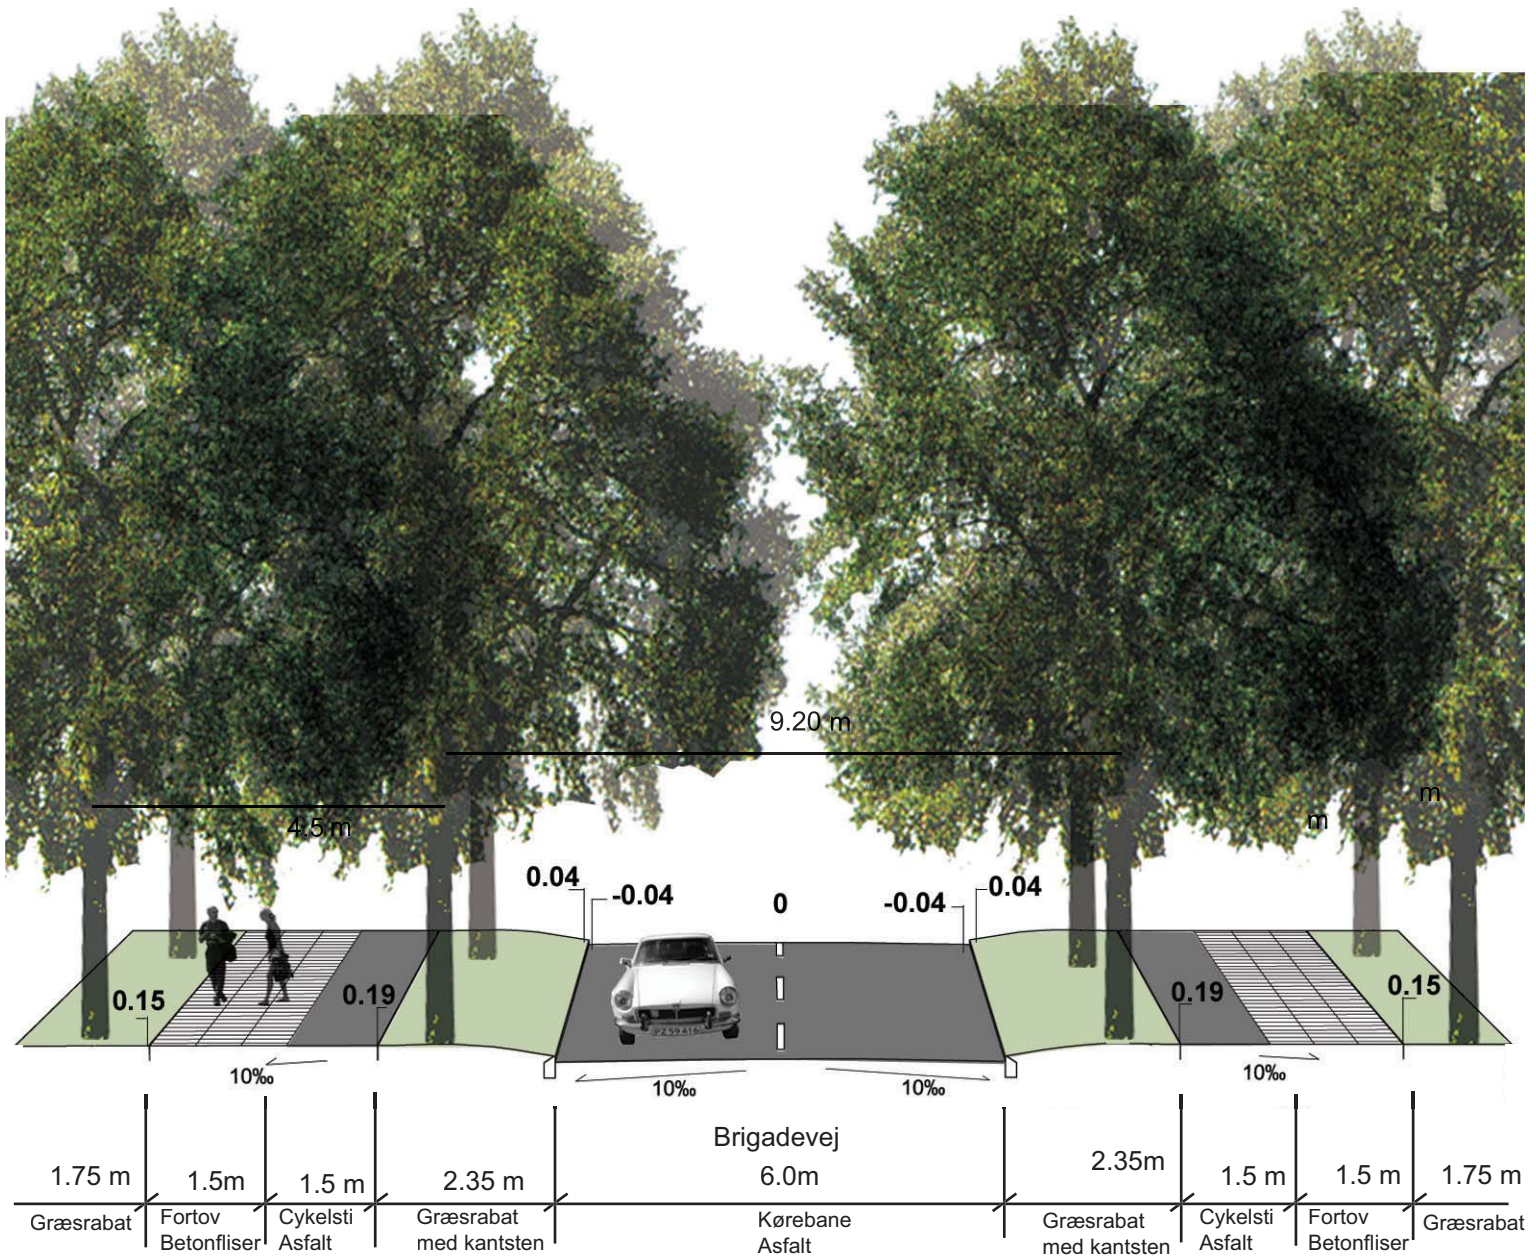 9.20 m
4.5 m
m
m
0.04
-0.04
0
-0.04
0.04
0.15
0.19
0.19
0.15
PZ 59416
10‰
10‰
10‰
10‰
Brigadevej
1.75 m
1.5m
1.5 m
2.35 m
6.0m
2.35m
1.5 m
1.5 m
1.75 m
Græsrabat
Fortov
Betonfliser
Cykelsti
Asfalt
Græsrabat
med kantsten
Kørebane
Asfalt
Græsrabat
med kantsten
Cykelsti
Asfalt
Fortov
Betonfliser
Græsrabat